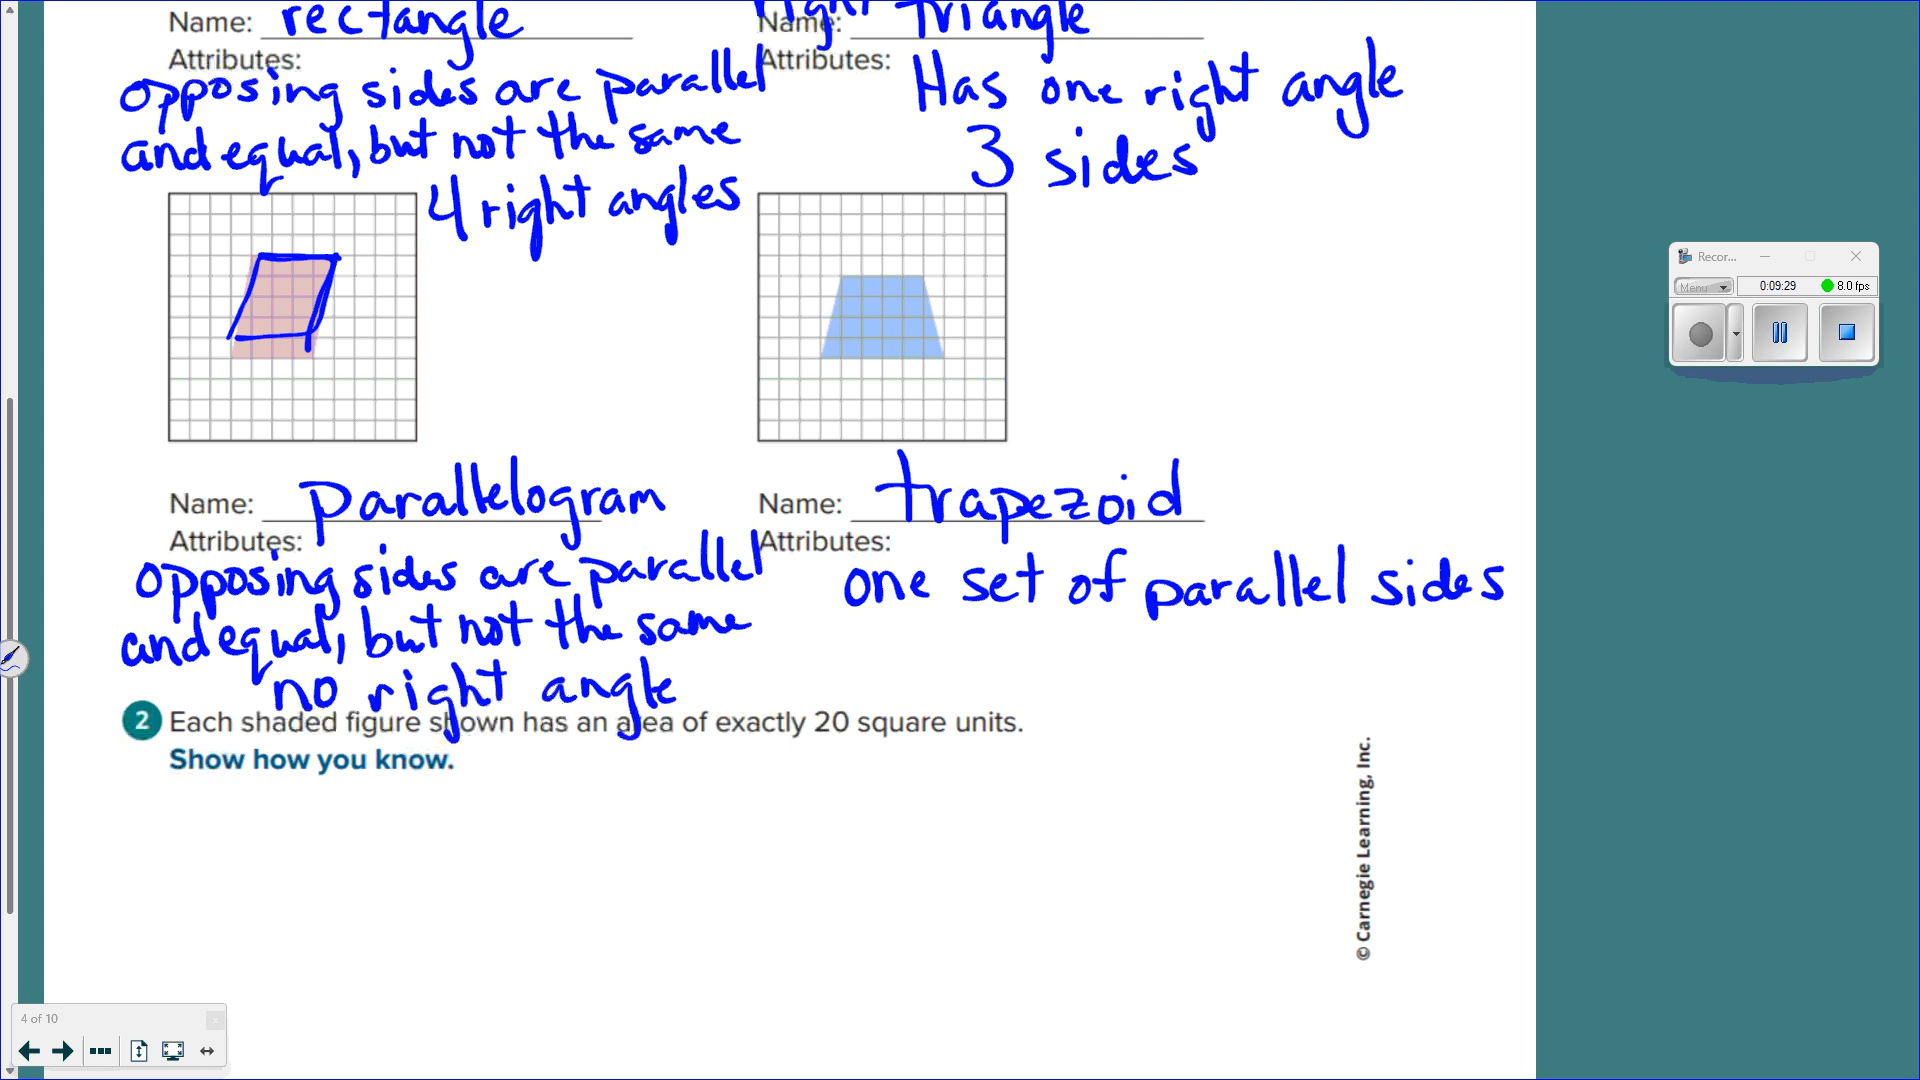 Name: rectangle
Name: right triangle
Attributes:
Attributes:
opposing sides are parallel
and equal, but not the same
4 right angles
Has one right angle
3 sides
Name: parallelogram
Name: trapezoid
Attributes:
Attributes:
opposing sides are parallel
and equal, but not the same
no right angle
one set of parallel sides
2 Each shaded figure shown has an area of exactly 20 square units.
Show how you know.
© Carnegie Learning, Inc.
Recor...
Menu
0:09:29
8.0 fps
4 of 10